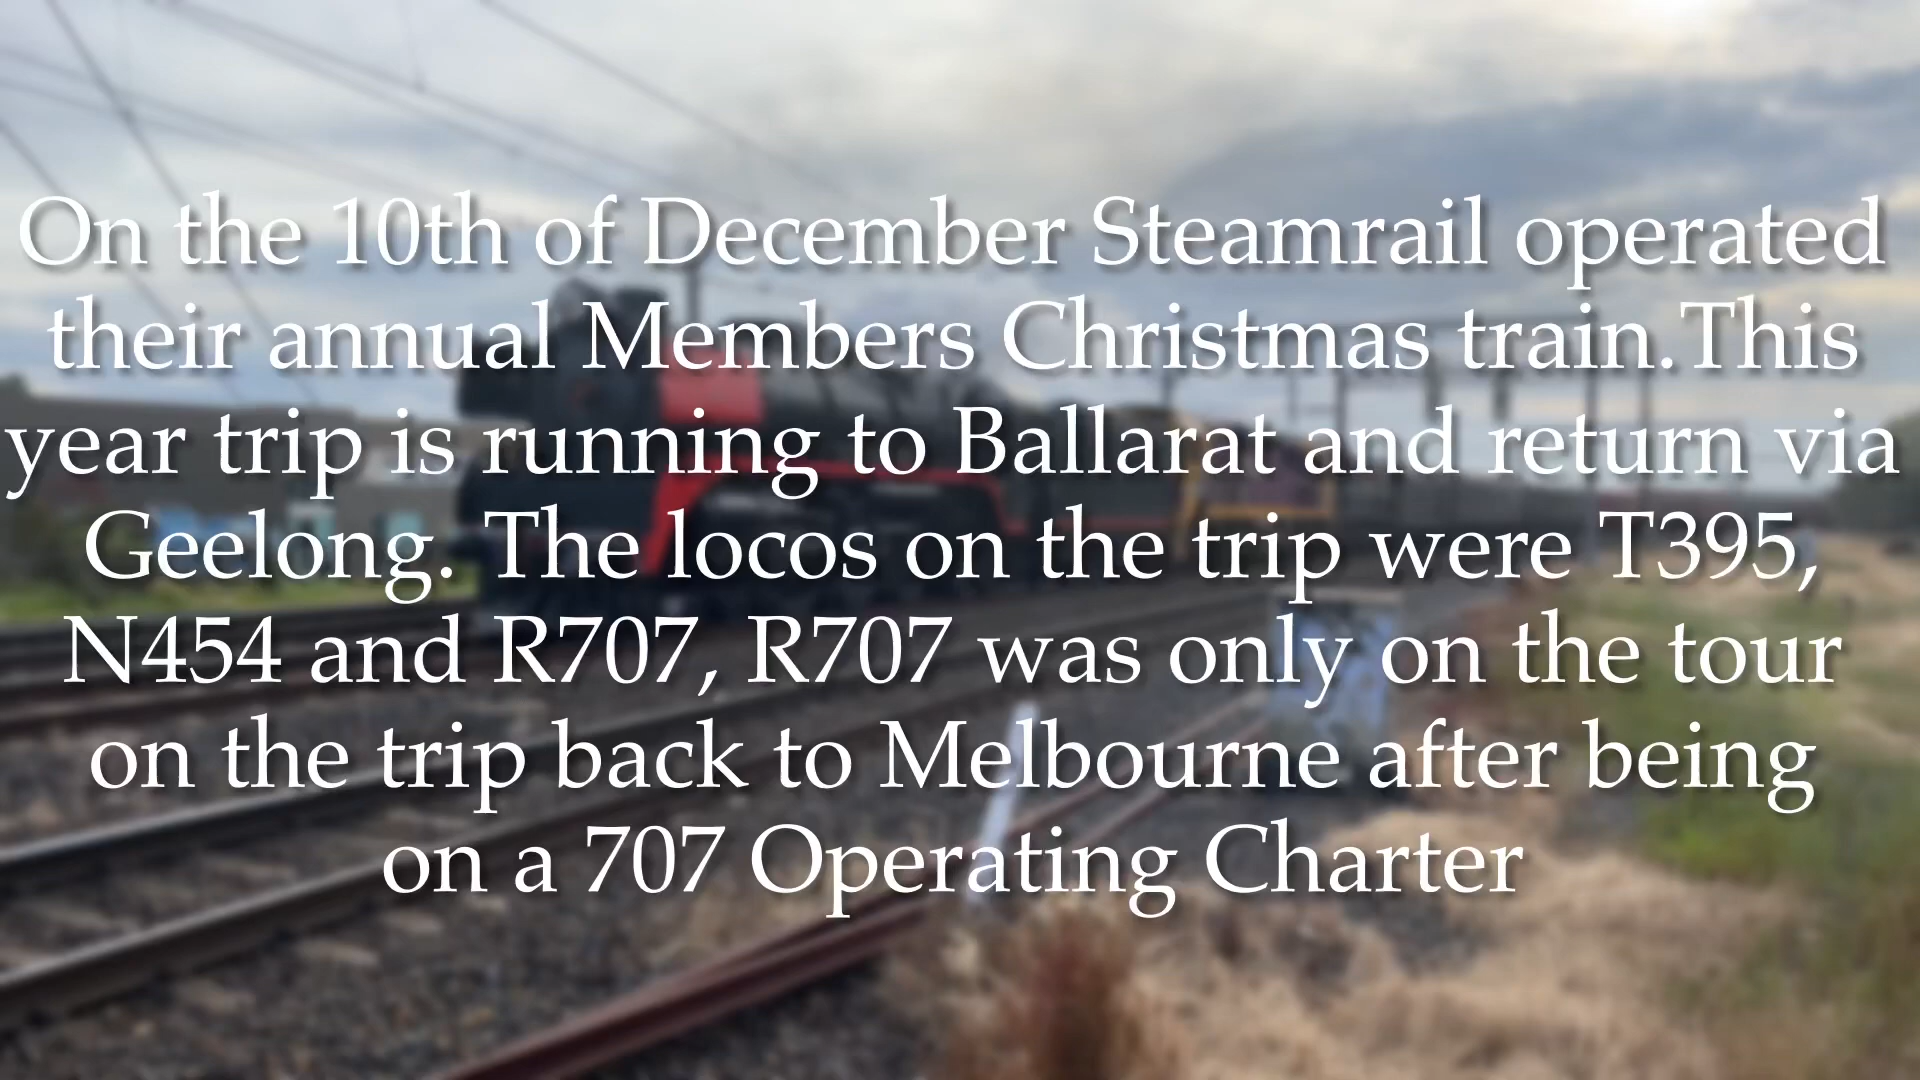 On the 10th of December Steamrail operated
their annual Members Christmas train.This
year trip is running to Ballarat and return via
Geelong. The locos on the trip were T395,
N454 and R707, R707 was only on the tour
on the trip back to Melbourne after being
on a 707 Operating Charter